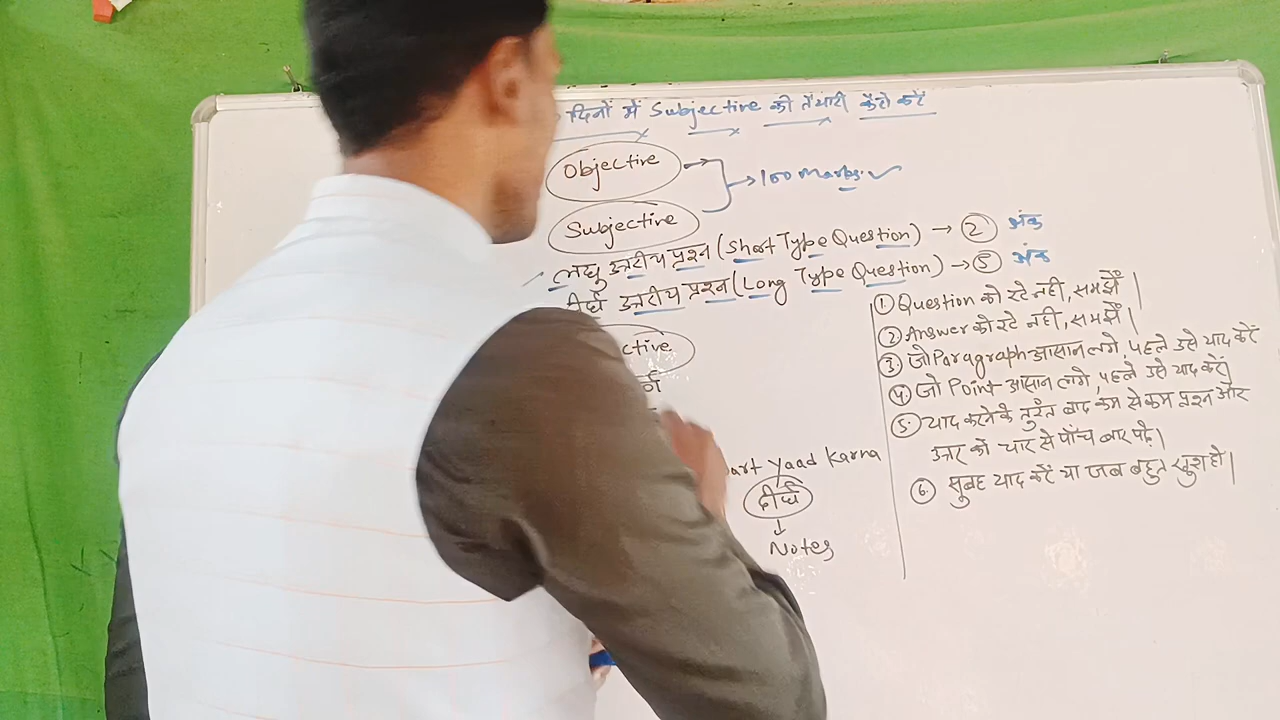 दिनों में Subjective की तैयारी कैसे करें
Objective
→ 100 Marks.
Subjective
लघु उत्तरीय प्रश्न (Short Type Question) → 2 अंक
दीर्घ उत्तरीय प्रश्न (Long Type Question) → 5 अंक
ctive
art yaad Karna
दीर्घ
↓
Notes
1 Question को रटे नहीं, समझें।
2 Answer को रटे नहीं, समझें।
3 जो Paragraph आसान लगे, पहले उसे याद करें
4. जो Point आसान लगे, पहले उसे याद करें।
5. याद करने के तुरंत बाद कम से कम प्रश्न और
उत्तर को चार से पाँच बार पढ़ें।
6. सुबह याद करें या जब बहुत खुश हो।